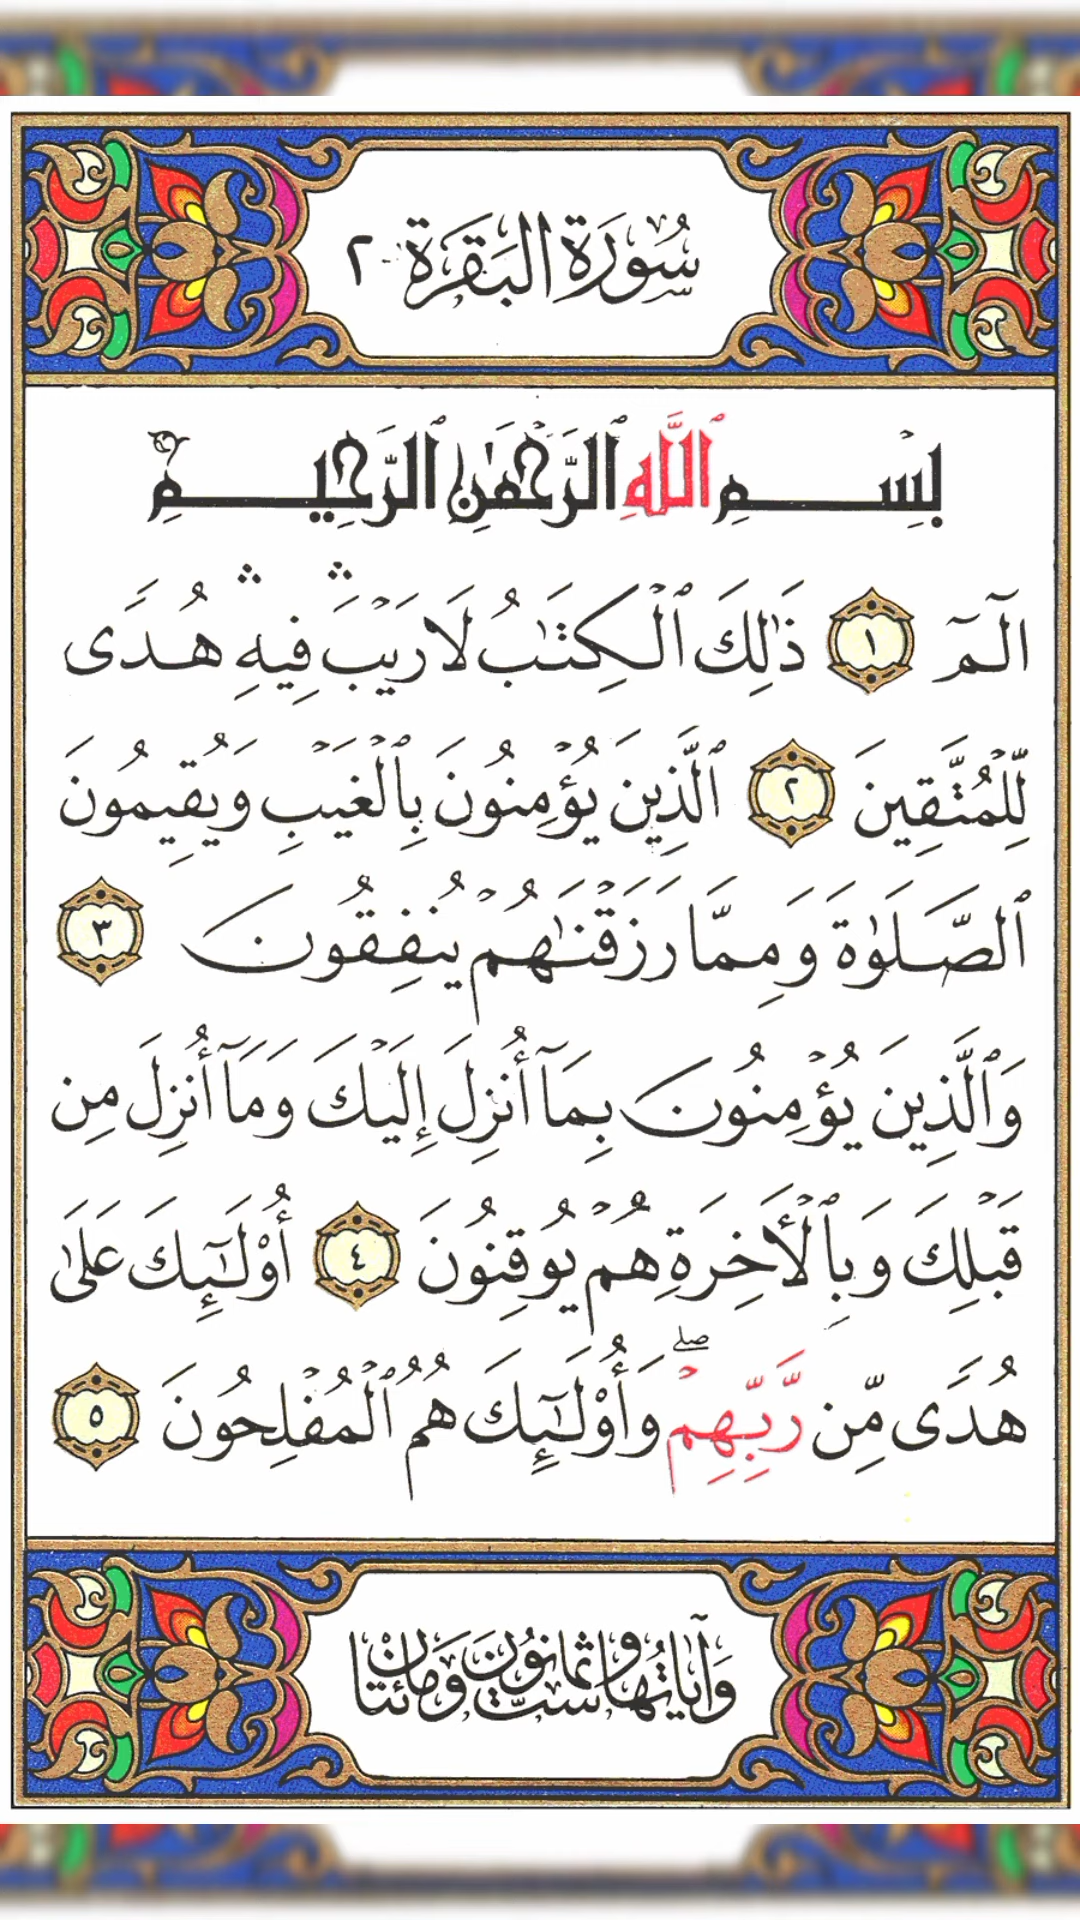 سُورَةُ البَقَرَةِ ٢
بِسْمِ ٱللَّهِ ٱلرَّحْمَٰنِ ٱلرَّحِيمِ
الٓمٓ ١ ذَٰلِكَ ٱلْكِتَٰبُ لَا رَيْبَ ۛ فِيهِ ۛ هُدًى
لِّلْمُتَّقِينَ ٢ ٱلَّذِينَ يُؤْمِنُونَ بِٱلْغَيْبِ وَيُقِيمُونَ
ٱلصَّلَوٰةَ وَمِمَّا رَزَقْنَٰهُمْ يُنفِقُونَ ٣
وَٱلَّذِينَ يُؤْمِنُونَ بِمَآ أُنزِلَ إِلَيْكَ وَمَآ أُنزِلَ مِن
قَبْلِكَ وَبِٱلْأَخِرَةِ هُمْ يُوقِنُونَ ٤ أُوْلَٰٓئِكَ عَلَىٰ
هُدًى مِّن رَّبِّهِمْ ۖ وَأُوْلَٰٓئِكَ هُمُ ٱلْمُفْلِحُونَ ٥
وَآيَاتُهَا سِتٌّ وَثَمَانُونَ وَمَائَتَانِ